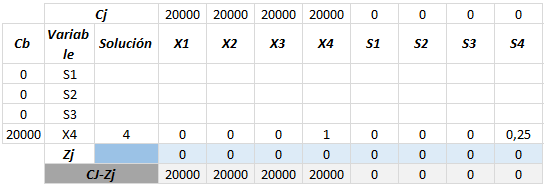 Cj 20000 20000 20000 20000 0 0 0 0
Cb Variab
le Solución X1 X2 X3 X4 S1 S2 S3 S4
0 S1
0 S2
0 S3
20000 X4 4 0 0 0 1 0 0 0 0,25
Zj 0 0 0 0 0 0 0 0
CJ-Zj 20000 20000 20000 20000 0 0 0 0